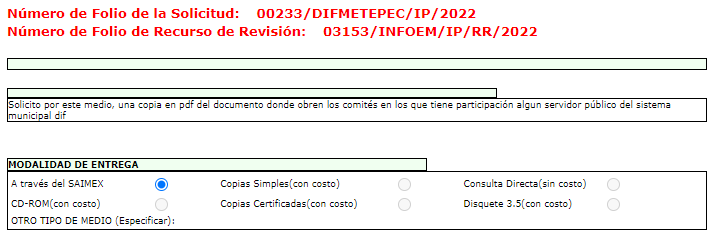 Número de Folio de la Solicitud: 00233/DIFMETEPEC/IP/2022
Número de Folio de Recurso de Revisión: 03153/INFOEM/IP/RR/2022
Solicito por este medio, una copia en pdf del documento donde obren los comités en los que tiene participación algun servidor público del sistema
municipal dif
MODALIDAD DE ENTREGA
A través del SAIMEX Copias Simples(con costo) Consulta Directa(sin costo)
CD-ROM(con costo) Copias Certificadas(con costo) Disquete 3.5(con costo)
OTRO TIPO DE MEDIO (Especificar):